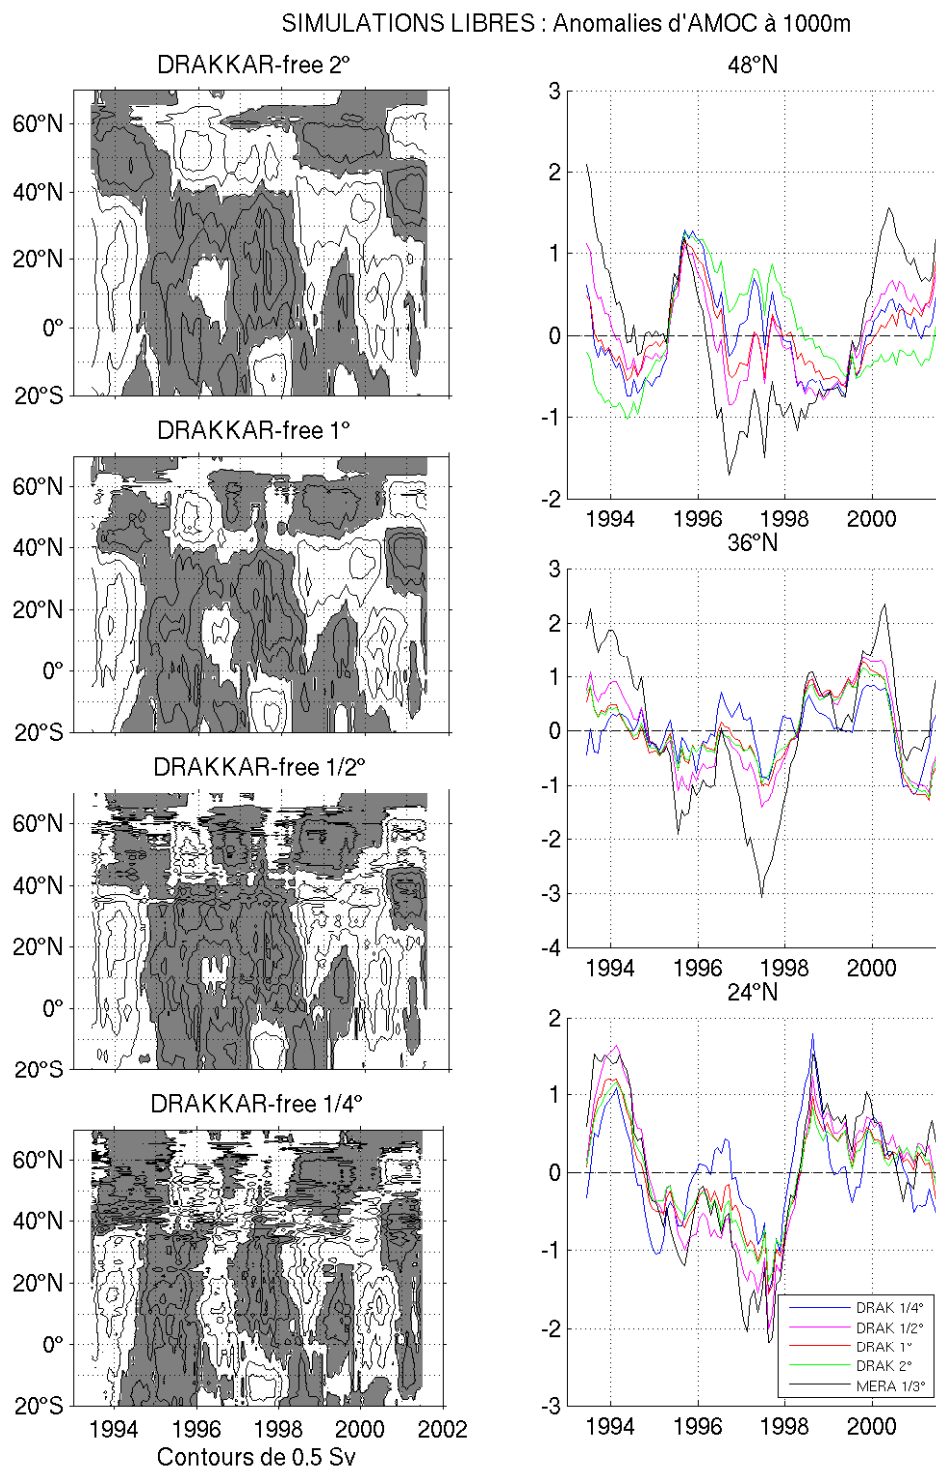 SIMULATIONS LIBRES : Anomalies d'AMOC à 1000m
DRAKKAR-free 2°
60°N
40°N
20°N
0°
20°S
DRAKKAR-free 1°
60°N
40°N
20°N
0°
20°S
DRAKKAR-free 1/2°
60°N
40°N
20°N
0°
20°S
DRAKKAR-free 1/4°
60°N
40°N
20°N
0°
20°S
1994 1996 1998 2000 2002
Contours de 0.5 Sv
48°N
3
2
1
0
-1
-2
1994 1996 1998 2000
36°N
3
2
1
0
-1
-2
-3
-4
1994 1996 1998 2000
24°N
2
1
0
-1
-2
-3
1994 1996 1998 2000
DRAK 1/4°
DRAK 1/2°
DRAK 1°
DRAK 2°
MERA 1/3°